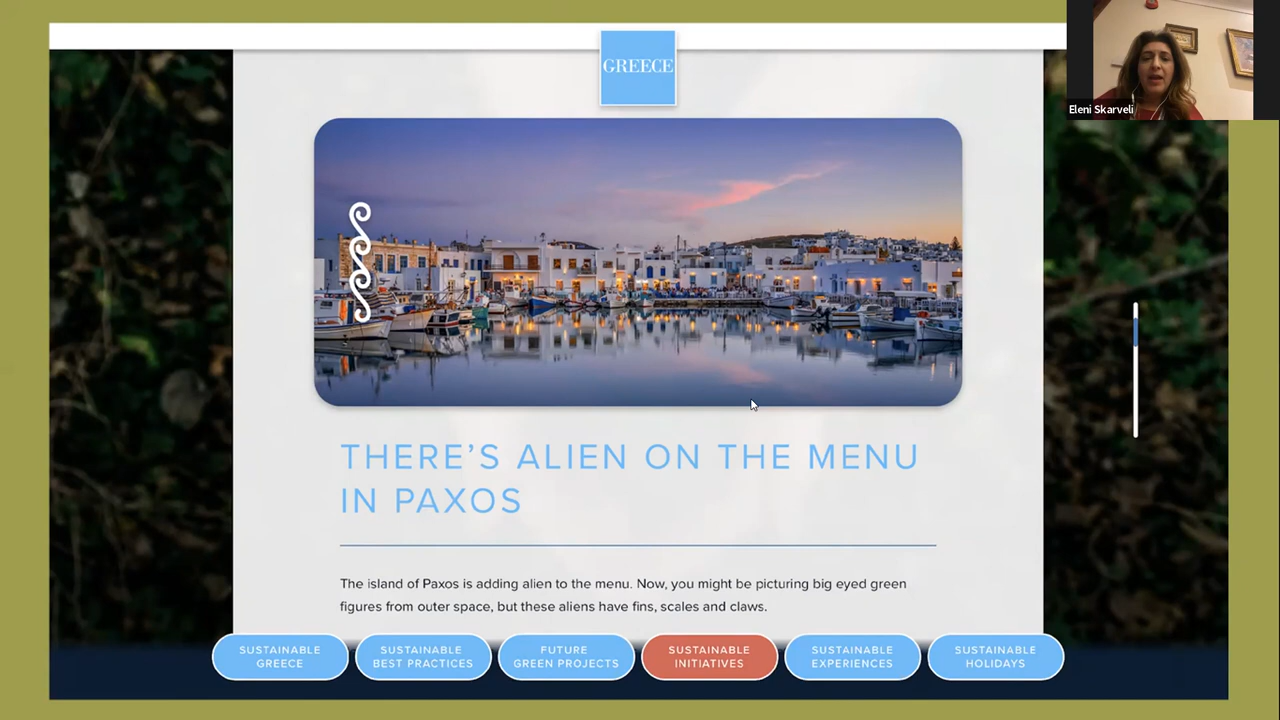 GREECE
Eleni Skarveli
THERE'S ALIEN ON THE MENU
IN PAXOS
The island of Paxos is adding alien to the menu. Now, you might be picturing big eyed green
figures from outer space, but these aliens have fins, scales and claws.
SUSTAINABLE
GREECE
SUSTAINABLE
BEST PRACTICES
FUTURE
GREEN PROJECTS
SUSTAINABLE
INITIATIVES
SUSTAINABLE
EXPERIENCES
SUSTAINABLE
HOLIDAYS